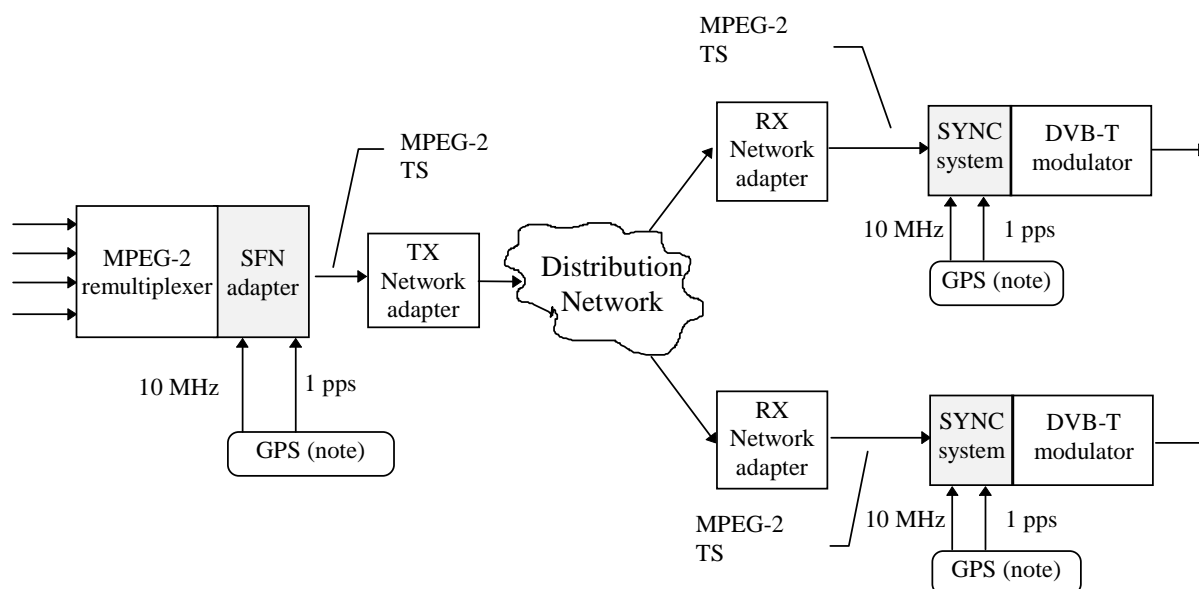 MPEG-2
remultiplexer
SFN
adapter
10 MHz
1 pps
GPS (note)
MPEG-2
TS
TX
Network
adapter
Distribution
Network
MPEG-2
TS
RX
Network
adapter
SYNC
system
DVB-T
modulator
10 MHz
1 pps
GPS (note)
RX
Network
adapter
MPEG-2
TS
SYNC
system
DVB-T
modulator
10 MHz
1 pps
GPS (note)